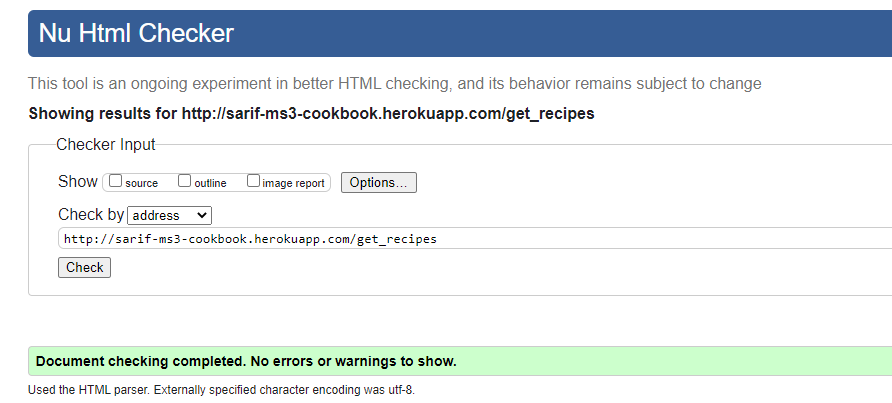 Nu Html Checker
This tool is an ongoing experiment in better HTML checking, and its behavior remains subject to change
Showing results for http://sarif-ms3-cookbook.herokuapp.com/get_recipes
Checker Input
Show source outline image report Options...
Check by address
http://sarif-ms3-cookbook.herokuapp.com/get_recipes
Check
Document checking completed. No errors or warnings to show.
Used the HTML parser. Externally specified character encoding was utf-8.